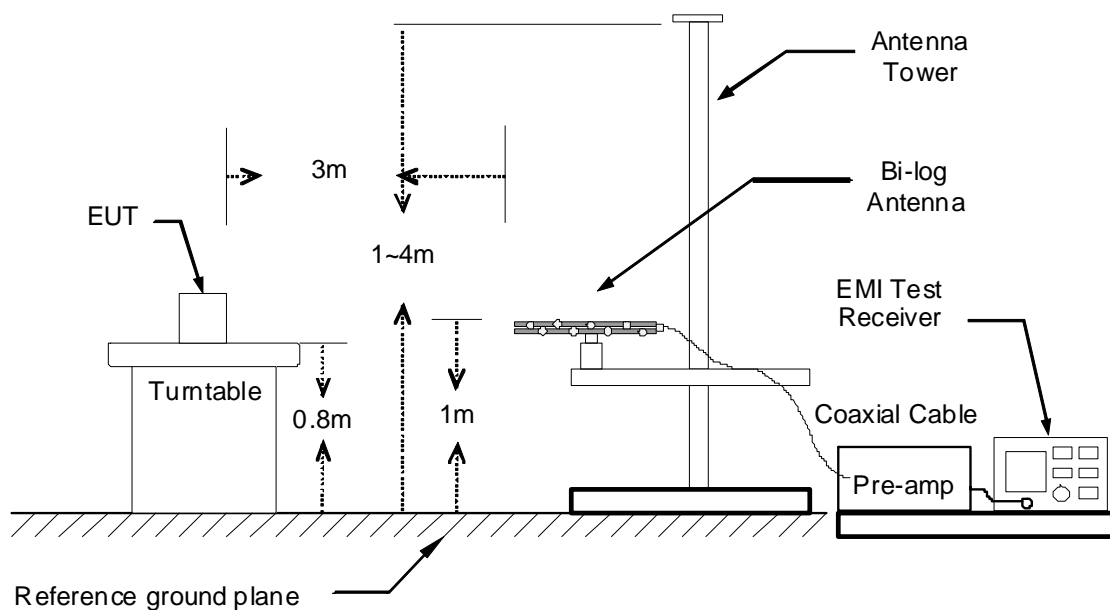 Antenna
Tower
3m
Bi-log
Antenna
EUT
1~4m
EMI Test
Receiver
Turntable
0.8m
1m
Coaxial Cable
Pre-amp
Reference ground plane